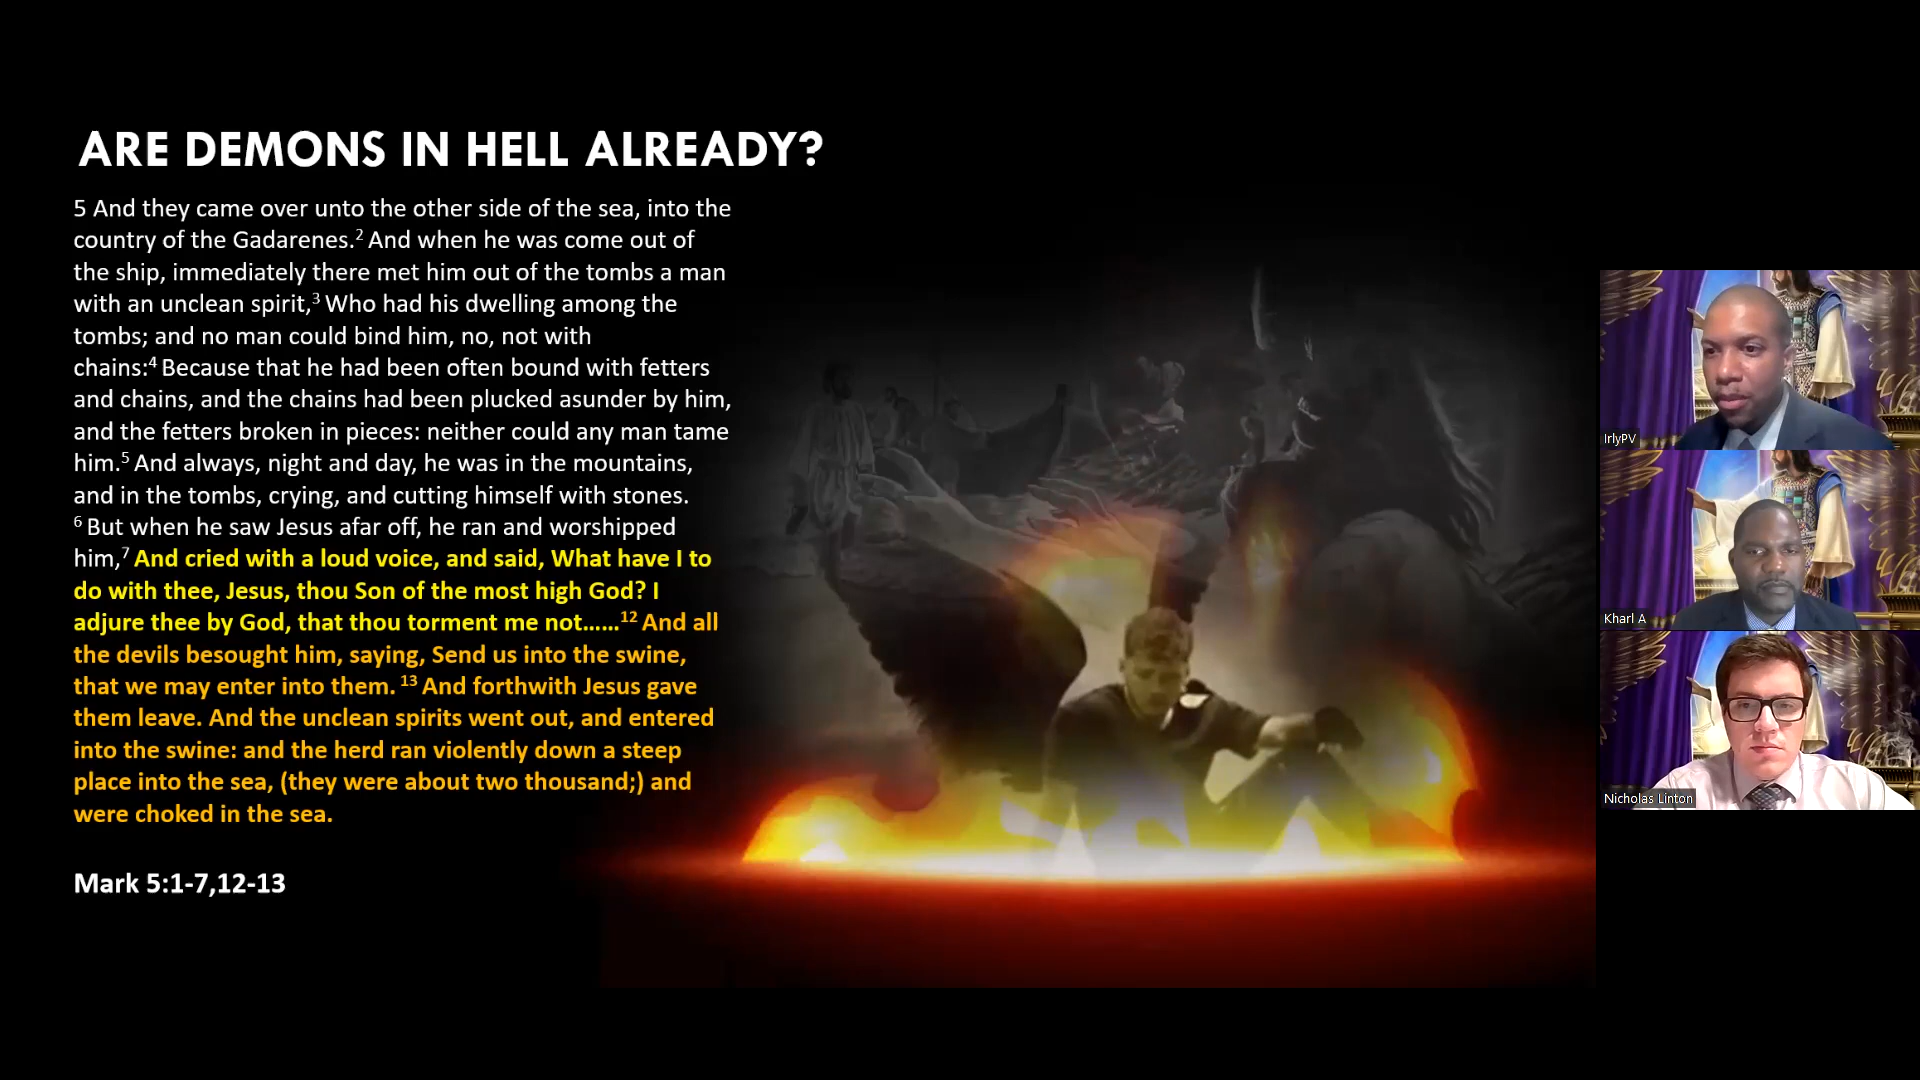 ARE DEMONS IN HELL ALREADY?
5 And they came over unto the other side of the sea, into the
country of the Gadarenes.² And when he was come out of
the ship, immediately there met him out of the tombs a man
with an unclean spirit,³ Who had his dwelling among the
tombs; and no man could bind him, no, not with
chains:⁴ Because that he had been often bound with fetters
and chains, and the chains had been plucked asunder by him,
and the fetters broken in pieces: neither could any man tame
him.⁵ And always, night and day, he was in the mountains,
and in the tombs, crying, and cutting himself with stones.
⁶ But when he saw Jesus afar off, he ran and worshipped
him,⁷ And cried with a loud voice, and said, What have I to
do with thee, Jesus, thou Son of the most high God? I
adjure thee by God, that thou torment me not......¹² And all
the devils besought him, saying, Send us into the swine,
that we may enter into them. ¹³ And forthwith Jesus gave
them leave. And the unclean spirits went out, and entered
into the swine: and the herd ran violently down a steep
place into the sea, (they were about two thousand;) and
were choked in the sea.
Mark 5:1-7,12-13
IrlyPV
Kharl A
Nicholas Linton